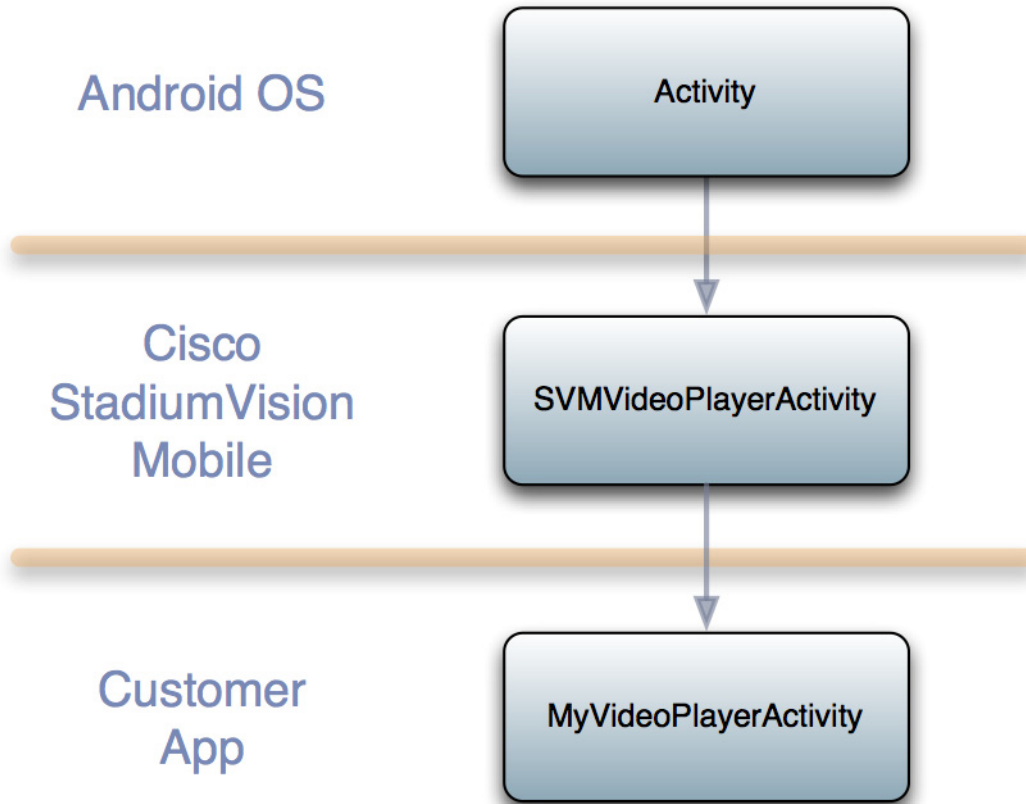 Android OS
Activity
Cisco
StadiumVision
Mobile
SVMVideoPlayerActivity
Customer
App
MyVideoPlayerActivity